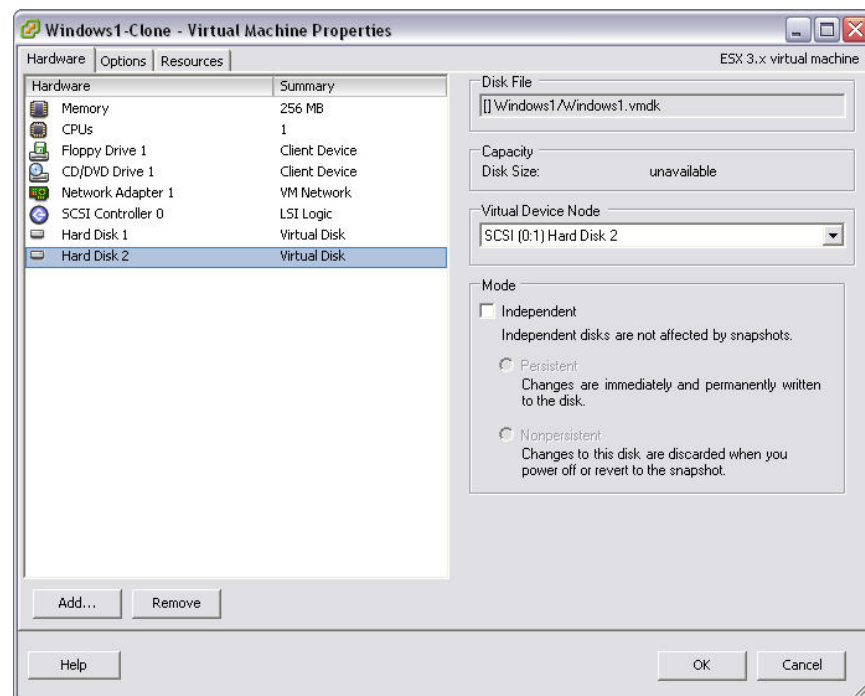 Windows1-Clone - Virtual Machine Properties
Hardware Options Resources
ESX 3.x virtual machine
Hardware Summary
Memory 256 MB
CPUs 1
Floppy Drive 1 Client Device
CD/DVD Drive 1 Client Device
Network Adapter 1 VM Network
SCSI Controller 0 LSI Logic
Hard Disk 1 Virtual Disk
Hard Disk 2 Virtual Disk
Add...
Remove
Disk File
[] Windows1/Windows1.vmdk
Capacity
Disk Size: unavailable
Virtual Device Node
SCSI (0:1) Hard Disk 2
Mode
Independent
Independent disks are not affected by snapshots.
Persistent
Changes are immediately and permanently written
to the disk.
Nonpersistent
Changes to this disk are discarded when you
power off or revert to the snapshot.
Help
OK
Cancel